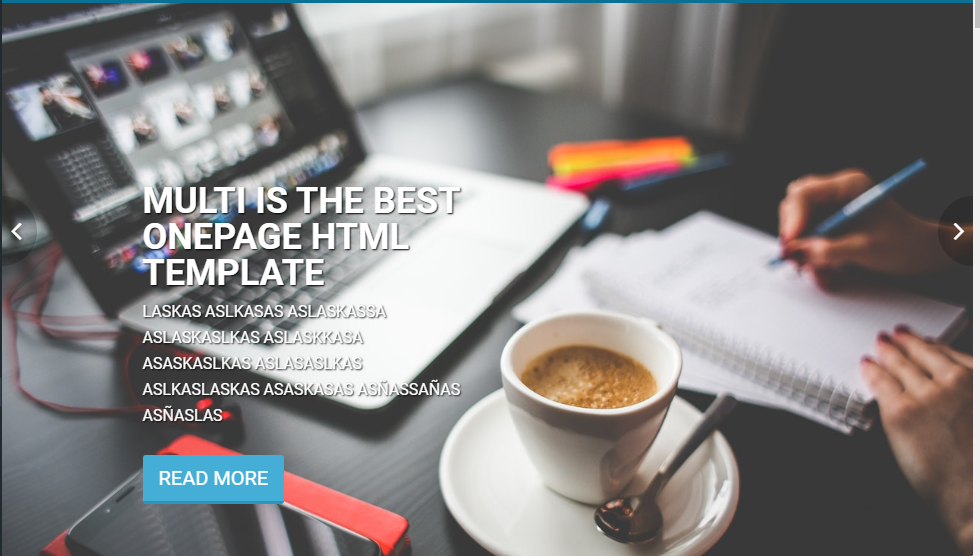 MULTI IS THE BEST
ONEPAGE HTML
TEMPLATE
LASKAS ASLKASAS ASLASKASSA
ASLASKASLKAS ASLASKKASA
ASASKASLKAS ASLASASLKAS
ASLKASLASKAS ASASKASAS ASÑASSAÑAS
ASÑASLAS
READ MORE